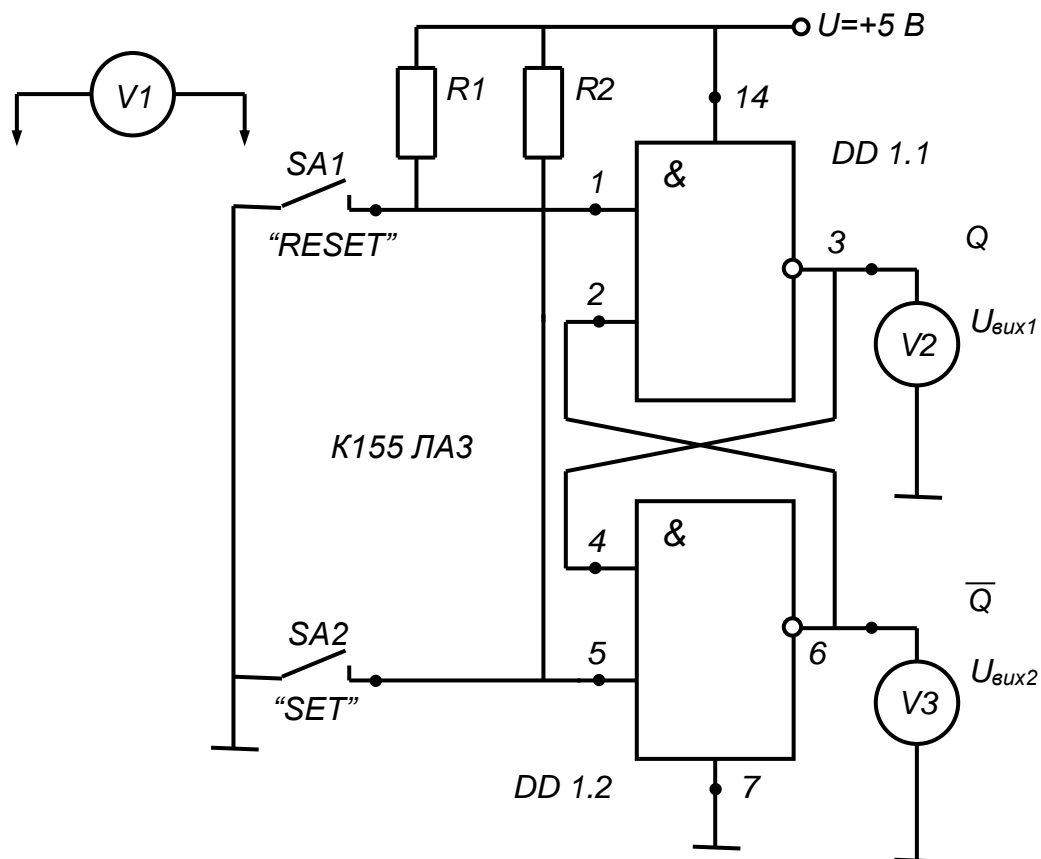 U=+5 В
V1
R1
R2
14
DD 1.1
SA1
1
&
“RESET”
3
Q
2
V2
Uвих1
К155 ЛА3
&
4
Q
SA2
5
6
“SET”
V3
Uвих2
DD 1.2
7